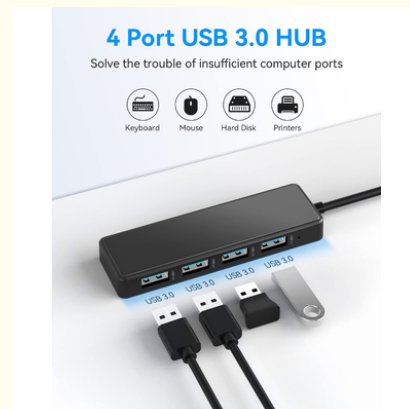 4 Port USB 3.0 HUB
Solve the trouble of insufficient computer ports
Keyboard Mouse Hard Disk Printers
USB 3.0 USB 3.0 USB 3.0 USB 3.0